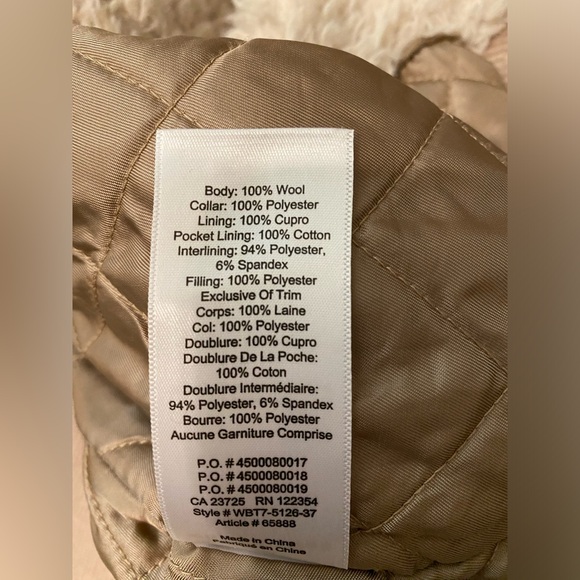 Body: 100% Wool
Collar: 100% Polyester
Lining: 100% Cupro
Pocket Lining: 100% Cotton
Interlining: 94% Polyester,
6% Spandex
Filling: 100% Polyester
Exclusive Of Trim
Corps: 100% Laine
Col: 100% Polyester
Doublure: 100% Cupro
Doublure De La Poche:
100% Coton
Doublure Intermédiaire:
94% Polyester, 6% Spandex
Bourre: 100% Polyester
Aucune Garniture Comprise
P.O. # 4500080017
P.O. # 4500080018
P.O. # 4500080019
CA 23725 RN 122354
Style # WBT7-5126-37
Article # 65888
Made in China
Fabriqué en Chine